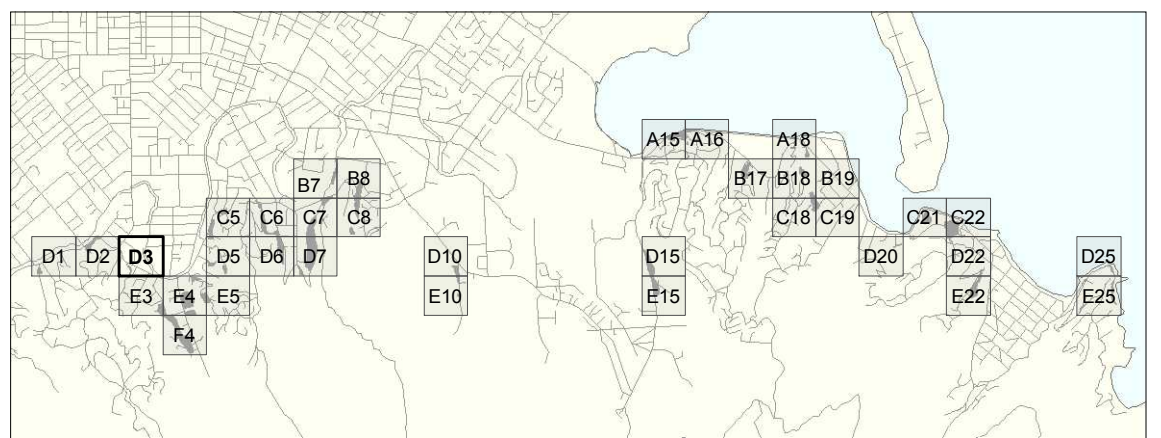 A15 A16 A18
B7 B8 B17 B18 B19
C5 C6 C7 C8 C18 C19 C21 C22
D1 D2 D3 D5 D6 D7 D10 D15 D20 D22 D25
E3 E4 E5 E10 E15 E22 E25
F4